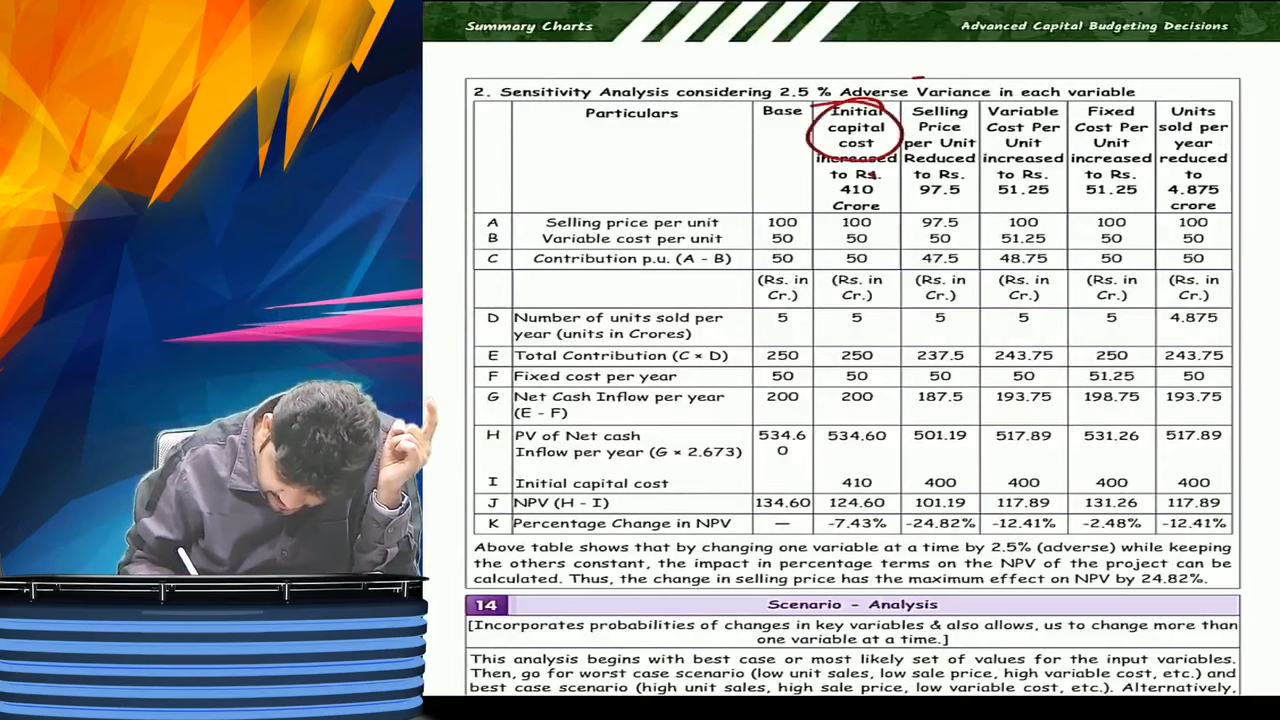 Summary Charts
Advanced Capital Budgeting Decisions
2. Sensitivity Analysis considering 2.5 % Adverse Variance in each variable
Particulars Base Initial capital cost increased to Rs. 410 Crore Selling Price per Unit Reduced to Rs. 97.5 Variable Cost Per Unit increased to Rs. 51.25 Fixed Cost Per Unit increased to Rs. 51.25 Units sold per year reduced to 4.875 crore
A Selling price per unit 100 100 97.5 100 100 100
B Variable cost per unit 50 50 50 51.25 50 50
C Contribution p.u. (A - B) 50 50 47.5 48.75 50 50
(Rs. in Cr.) (Rs. in Cr.) (Rs. in Cr.) (Rs. in Cr.) (Rs. in Cr.) (Rs. in Cr.)
D Number of units sold per year (units in Crores) 5 5 5 5 5 4.875
E Total Contribution (C × D) 250 250 237.5 243.75 250 243.75
F Fixed cost per year 50 50 50 50 51.25 50
G Net Cash Inflow per year (E - F) 200 200 187.5 193.75 198.75 193.75
H PV of Net cash Inflow per year (G × 2.673) 534.60 534.60 501.19 517.89 531.26 517.89
I Initial capital cost 410 400 400 400 400
J NPV (H - I) 134.60 124.60 101.19 117.89 131.26 117.89
K Percentage Change in NPV — -7.43% -24.82% -12.41% -2.48% -12.41%
Above table shows that by changing one variable at a time by 2.5% (adverse) while keeping
the others constant, the impact in percentage terms on the NPV of the project can be
calculated. Thus, the change in selling price has the maximum effect on NPV by 24.82%.
14 Scenario - Analysis
[Incorporates probabilities of changes in key variables & also allows, us to change more than
one variable at a time.]
This analysis begins with best case or most likely set of values for the input variables.
Then, go for worst case scenario (low unit sales, low sale price, high variable cost, etc.) and
best case scenario (high unit sales, high sale price, low variable cost, etc.). Alternatively,